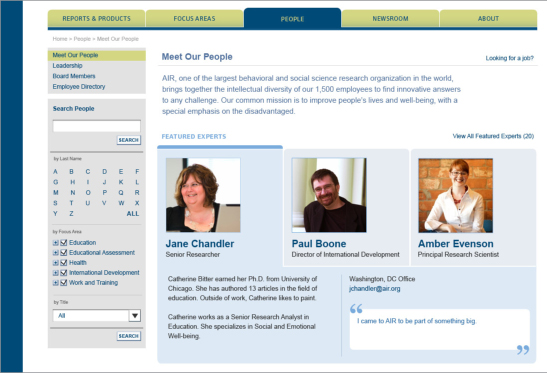 REPORTS & PRODUCTS
FOCUS AREAS
PEOPLE
NEWSROOM
ABOUT
Home > People > Meet Our People
Meet Our People
Leadership
Board Members
Employee Directory
Search People
SEARCH
by Last Name
A B C D E F
G H I J K L
M N O P Q R
S T U V W X
Y Z ALL
by Focus Area
Education
Educational Assessment
Health
International Development
Work and Training
by Title
All
SEARCH
Meet Our People
Looking for a job?
AIR, one of the largest behavioral and social science research organization in the world,
brings together the intellectual diversity of our 1,500 employees to find innovative answers
to any challenge. Our common mission is to improve people's lives and well-being, with a
special emphasis on the disadvantaged.
FEATURED EXPERTS
View All Featured Experts (20)
Jane Chandler
Senior Researcher
Paul Boone
Director of International Development
Amber Evenson
Principal Research Scientist
Catherine Bitter earned her Ph.D. from University of
Chicago. She has authored 13 articles in the field of
education. Outside of work, Catherine likes to paint.
Catherine works as a Senior Research Analyst in
Education. She specializes in Social and Emotional
Well-being.
Washington, DC Office
jchandler@air.org
“
I came to AIR to be part of something big.
”